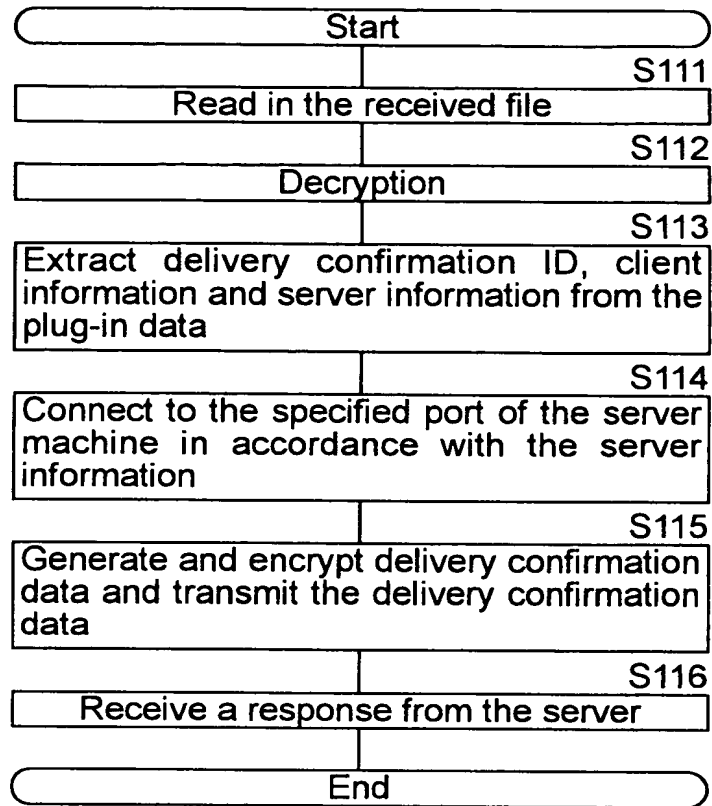 Start
S111
Read in the received file
S112
Decryption
S113
Extract delivery confirmation ID, client
information and server information from the
plug-in data
S114
Connect to the specified port of the server
machine in accordance with the server
information
S115
Generate and encrypt delivery confirmation
data and transmit the delivery confirmation
data
S116
Receive a response from the server
End